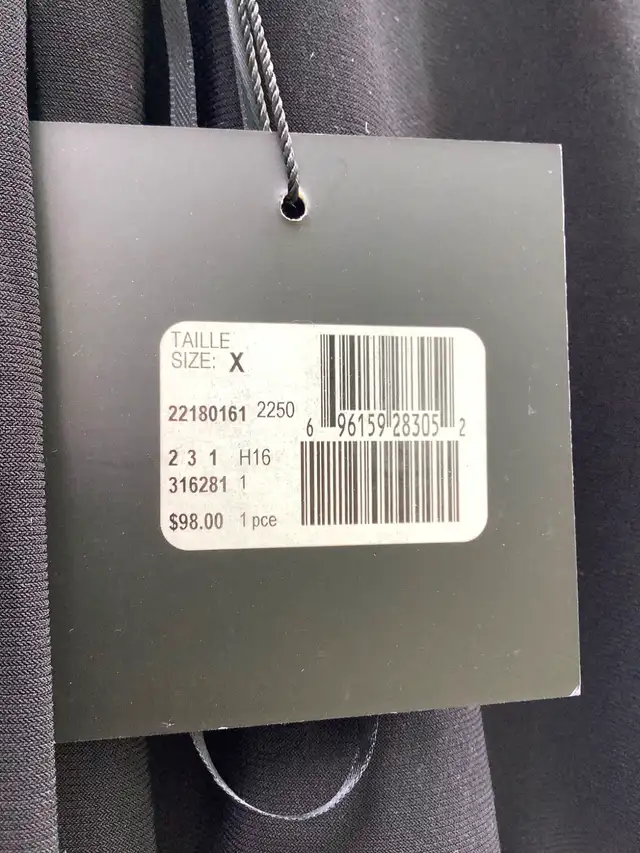 TAILLE
SIZE: X
22180161 2250
6 96159 28305 2
2 3 1 H16
316281 1
$98.00 1 pce